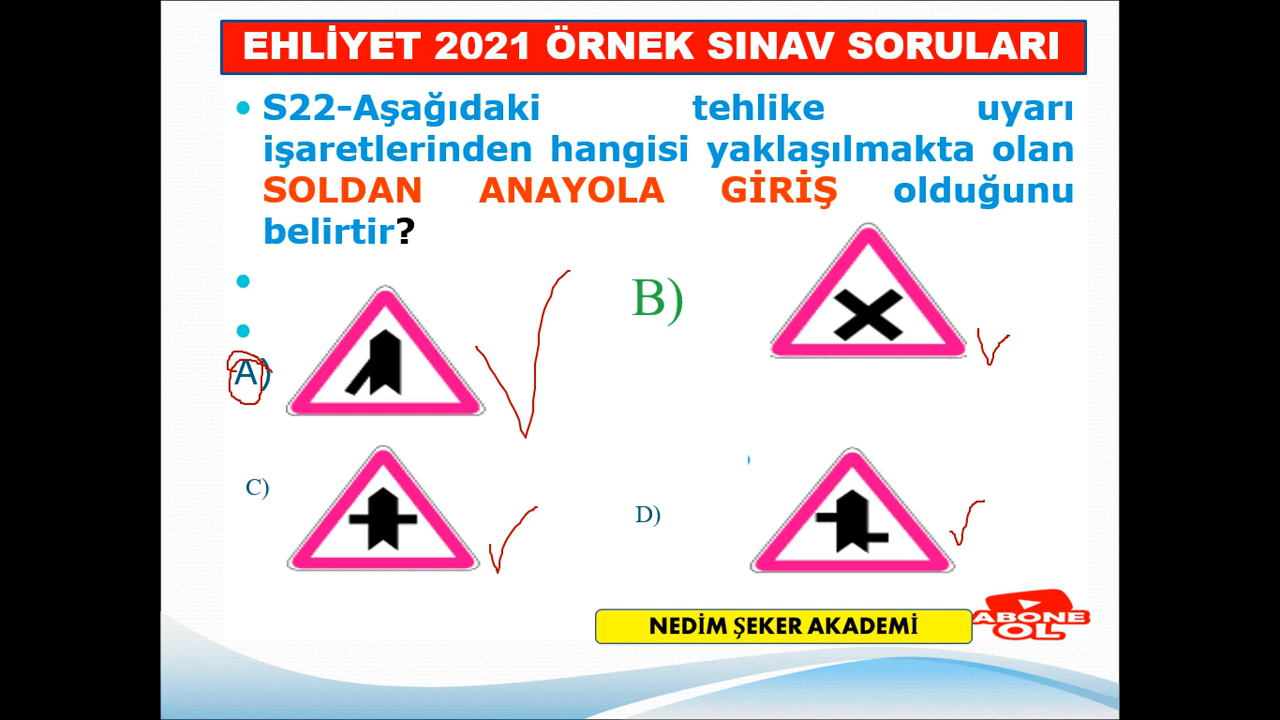 EHLİYET 2021 ÖRNEK SINAV SORULARI
S22-Aşağıdaki tehlike uyarı
işaretlerinden hangisi yaklaşılmakta olan
SOLDAN ANAYOLA GİRİŞ olduğunu
belirtir?
A)
B)
C)
D)
NEDİM ŞEKER AKADEMİ
ABONE
OL